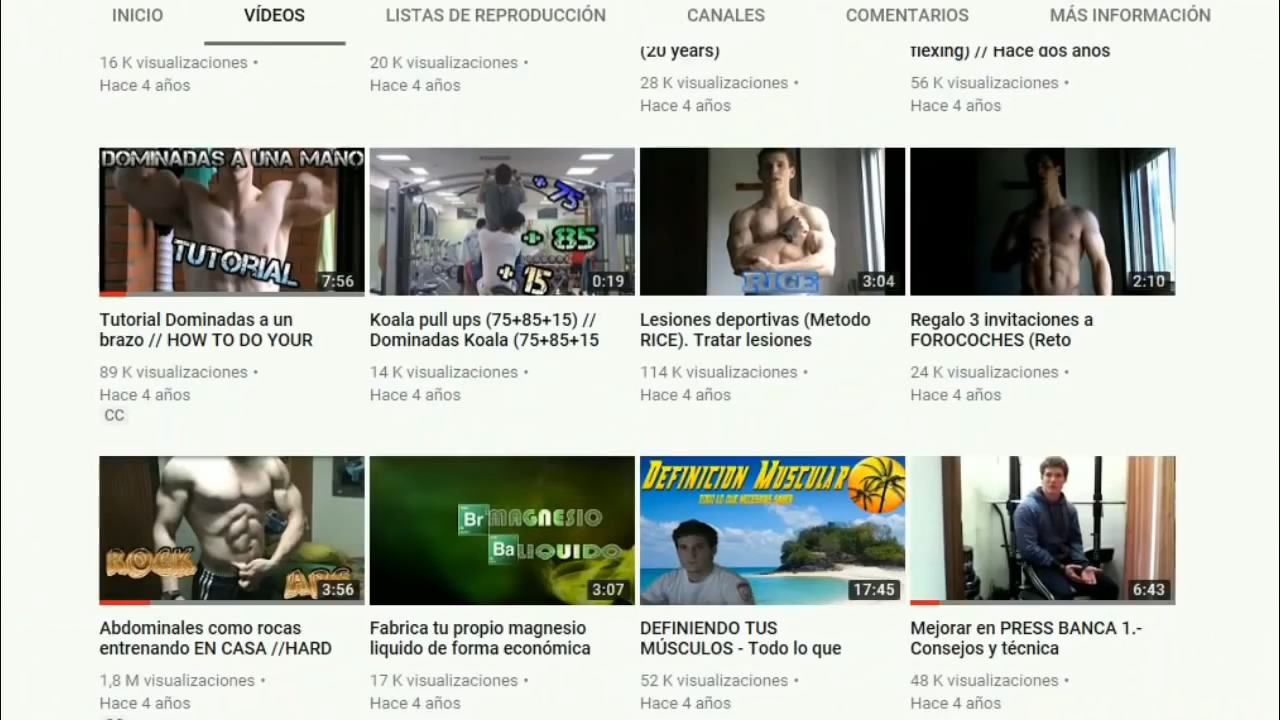 INICIO VÍDEOS LISTAS DE REPRODUCCIÓN CANALES COMENTARIOS MÁS INFORMACIÓN
(20 years) flexing) // Hace dos años
16 K visualizaciones • 20 K visualizaciones • 28 K visualizaciones • 56 K visualizaciones •
Hace 4 años Hace 4 años Hace 4 años Hace 4 años
DOMINADAS A UNA MANO
TUTORIAL
7:56
+ 75
+ 85
+ 15
0:19
RICE
3:04
2:10
Tutorial Dominadas a un
brazo // HOW TO DO YOUR
89 K visualizaciones •
Hace 4 años
CC
Koala pull ups (75+85+15) //
Dominadas Koala (75+85+15
14 K visualizaciones •
Hace 4 años
Lesiones deportivas (Metodo
RICE). Tratar lesiones
114 K visualizaciones •
Hace 4 años
Regalo 3 invitaciones a
FOROCOCHES (Reto
24 K visualizaciones •
Hace 4 años
ROCK
ABS
3:56
Br MAGNESIO
Ba LIQUIDO
3:07
DEFINICION MUSCULAR
TODO LO QUE NECESITAS SABER
17:45
6:43
Abdominales como rocas
entrenando EN CASA //HARD
1,8 M visualizaciones •
Hace 4 años
Fabrica tu propio magnesio
liquido de forma económica
17 K visualizaciones •
Hace 4 años
DEFINIENDO TUS
MÚSCULOS - Todo lo que
52 K visualizaciones •
Hace 4 años
Mejorar en PRESS BANCA 1.-
Consejos y técnica
48 K visualizaciones •
Hace 4 años